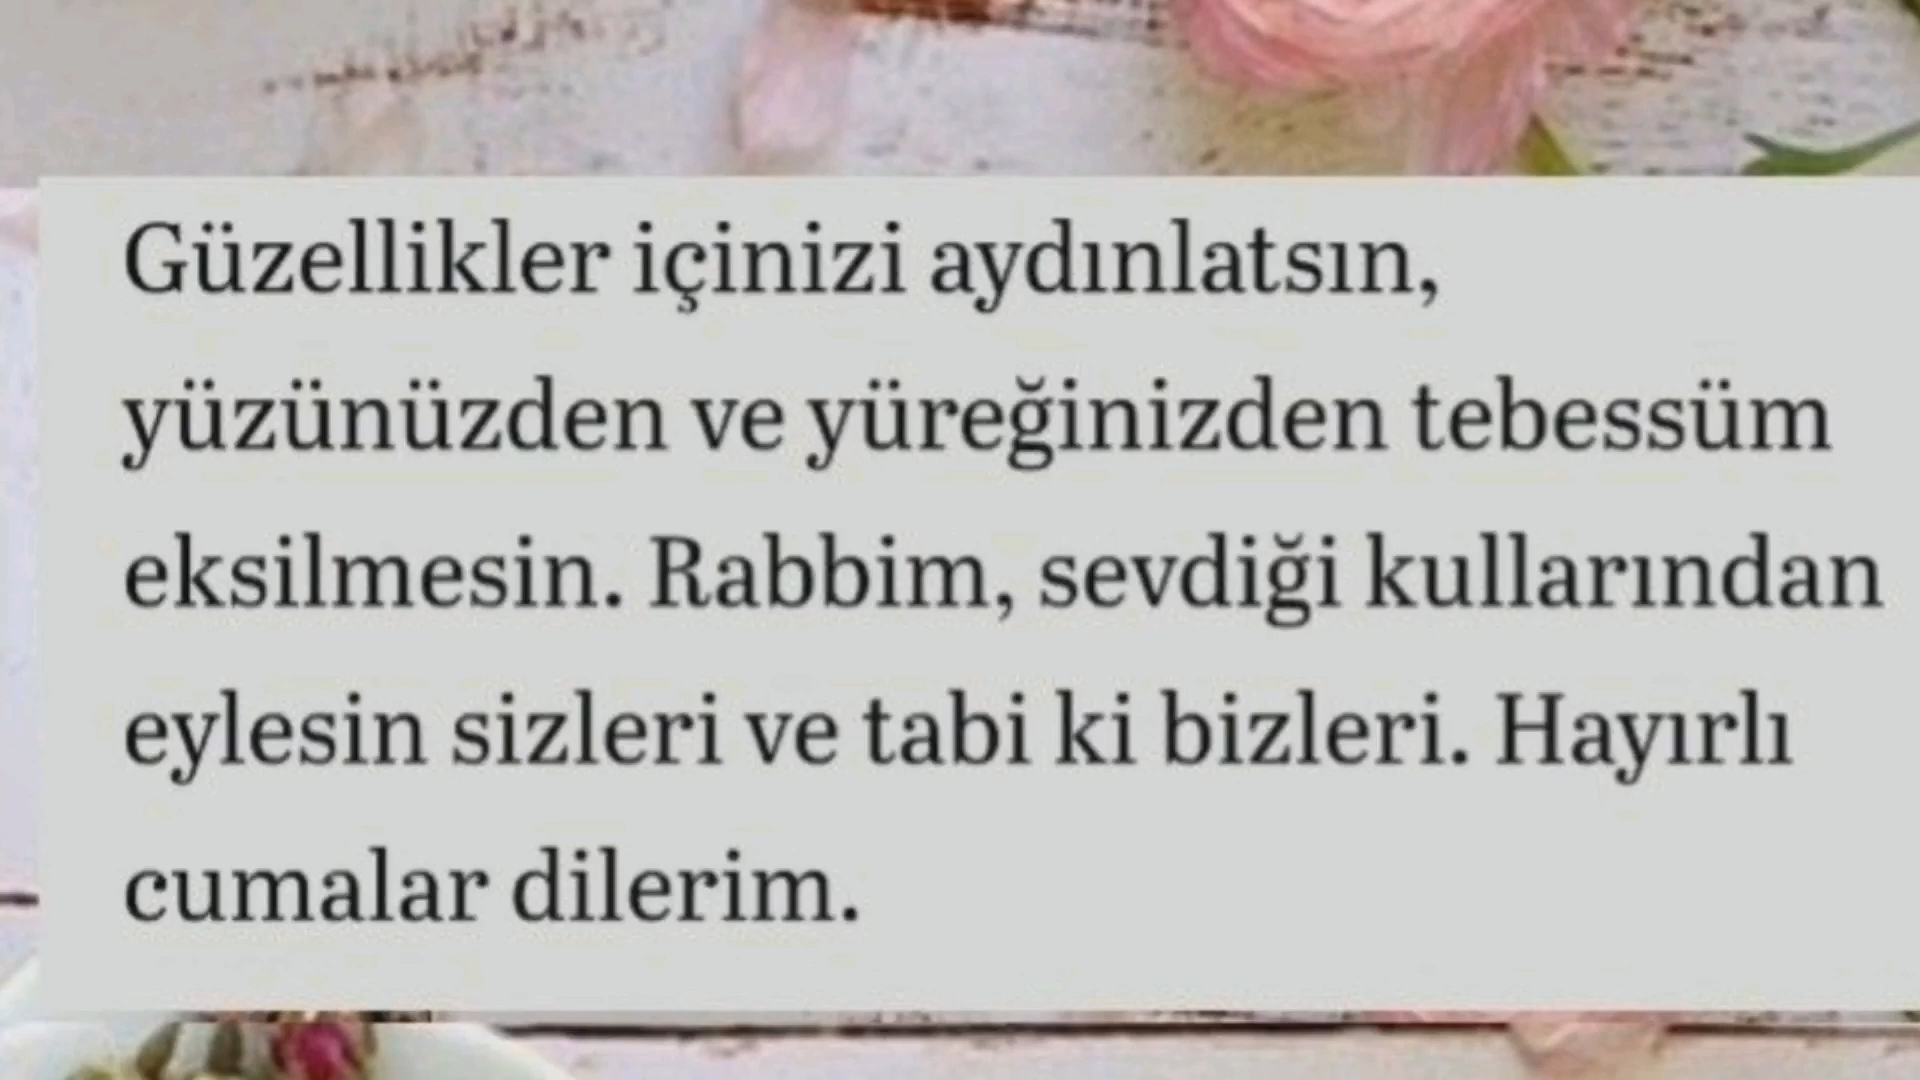 Güzellikler içinizi aydınlatsın,
yüzünüzden ve yüreğinizden tebessüm
eksilmesin. Rabbim, sevdiği kullarından
eylesin sizleri ve tabi ki bizleri. Hayırlı
cumalar dilerim.